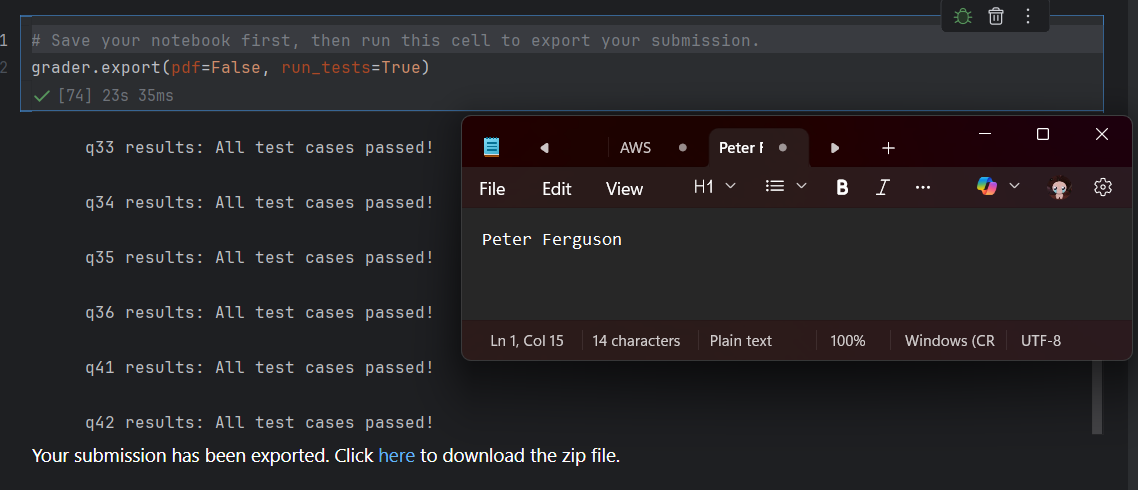 1 # Save your notebook first, then run this cell to export your submission.
2 grader.export(pdf=False, run_tests=True)
[74] 23s 35ms
q33 results: All test cases passed!
q34 results: All test cases passed!
q35 results: All test cases passed!
q36 results: All test cases passed!
q41 results: All test cases passed!
q42 results: All test cases passed!
Your submission has been exported. Click here to download the zip file.
AWS Peter F
File Edit View H1 B I
Peter Ferguson
Ln 1, Col 15 14 characters Plain text 100% Windows (CR UTF-8